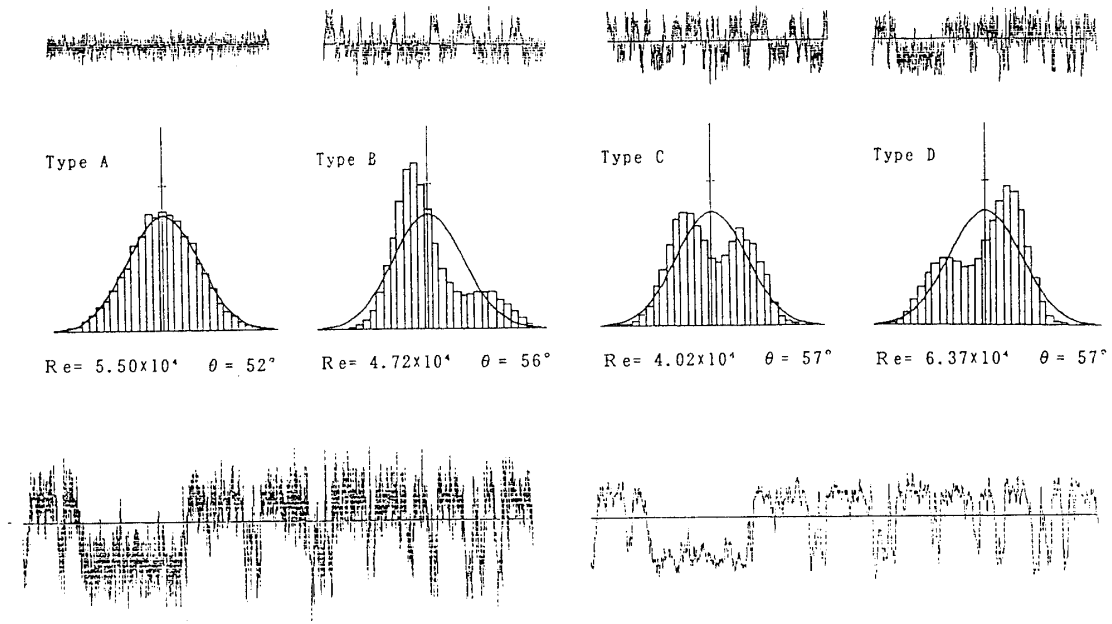 Type A
Type B
Type C
Type D
Re= 5.50x10⁴ θ = 52°
Re= 4.72x10⁴ θ = 56°
Re= 4.02x10⁴ θ = 57°
Re= 6.37x10⁴ θ = 57°